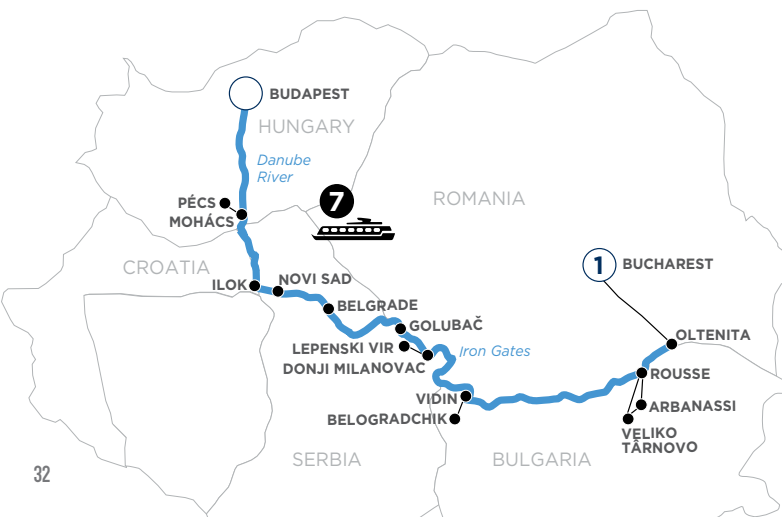 BUDAPEST
HUNGARY
Danube
River
PÉCS
MOHÁCS
7
ROMANIA
CROATIA
1
BUCHAREST
ILOK
NOVI SAD
BELGRADE
GOLUBAČ
OLTENITA
LEPENSKI VIR
Iron Gates
DONJI MILANOVAC
ROUSSE
VIDIN
ARBANASSI
BELOGRADCHIK
VELIKO
TÂRNOVO
SERBIA
BULGARIA
32